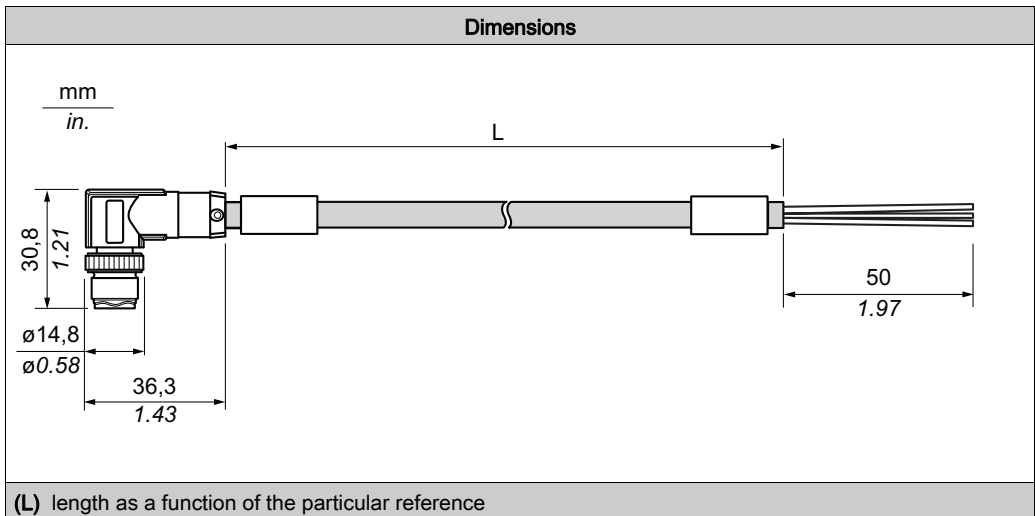 Dimensions
mm
in.
L
30,8
1.21
50
1.97
ø14,8
ø0.58
36,3
1.43
(L) length as a function of the particular reference